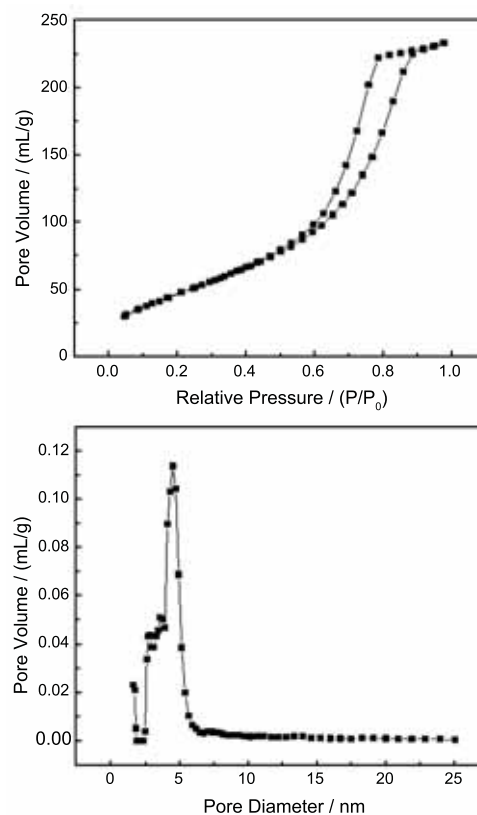 250
200
150
100
50
0
Pore Volume / (mL/g)
0.0 0.2 0.4 0.6 0.8 1.0
Relative Pressure / (P/P₀)
0.12
0.10
0.08
0.06
0.04
0.02
0.00
Pore Volume / (mL/g)
0 5 10 15 20 25
Pore Diameter / nm